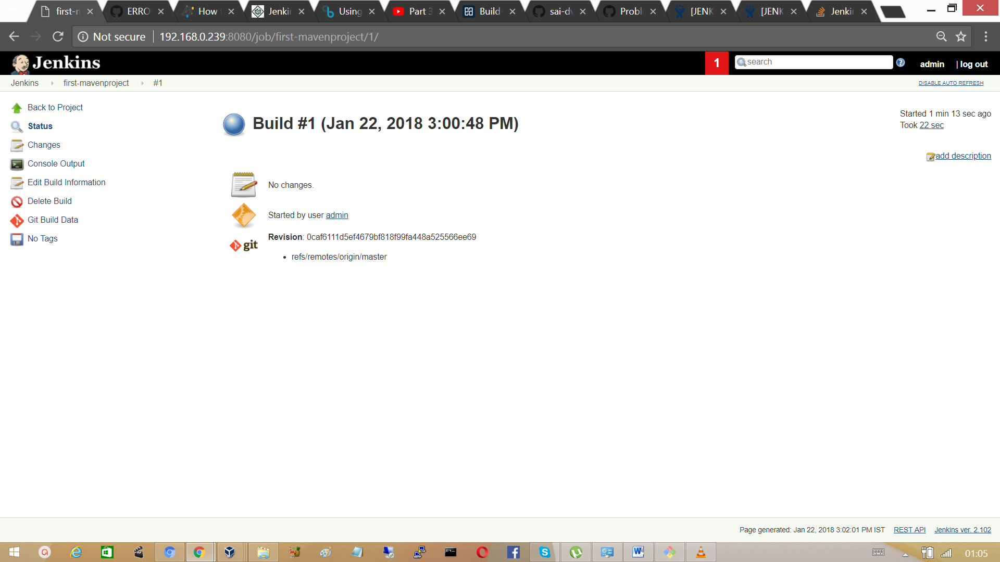 first-n
ERRO
How
Jenkin
Using
Part 3
Build
sai-d
Probl
[JENK
[JENK
Jenkin
Not secure
192.168.0.239:8080/job/first-mavenproject/1/
Jenkins
1
search
admin
| log out
Jenkins
first-mavenproject
#1
DISABLE AUTO REFRESH
Back to Project
Status
Changes
Console Output
Edit Build Information
Delete Build
Git Build Data
No Tags
Build #1 (Jan 22, 2018 3:00:48 PM)
Started 1 min 13 sec ago
Took 22 sec
add description
No changes.
Started by user admin
git
Revision: 0caf6111d5ef4679bf818f99fa448a525566ee69
refs/remotes/origin/master
Page generated: Jan 22, 2018 3:02:01 PM IST
REST API
Jenkins ver. 2.102
01:05